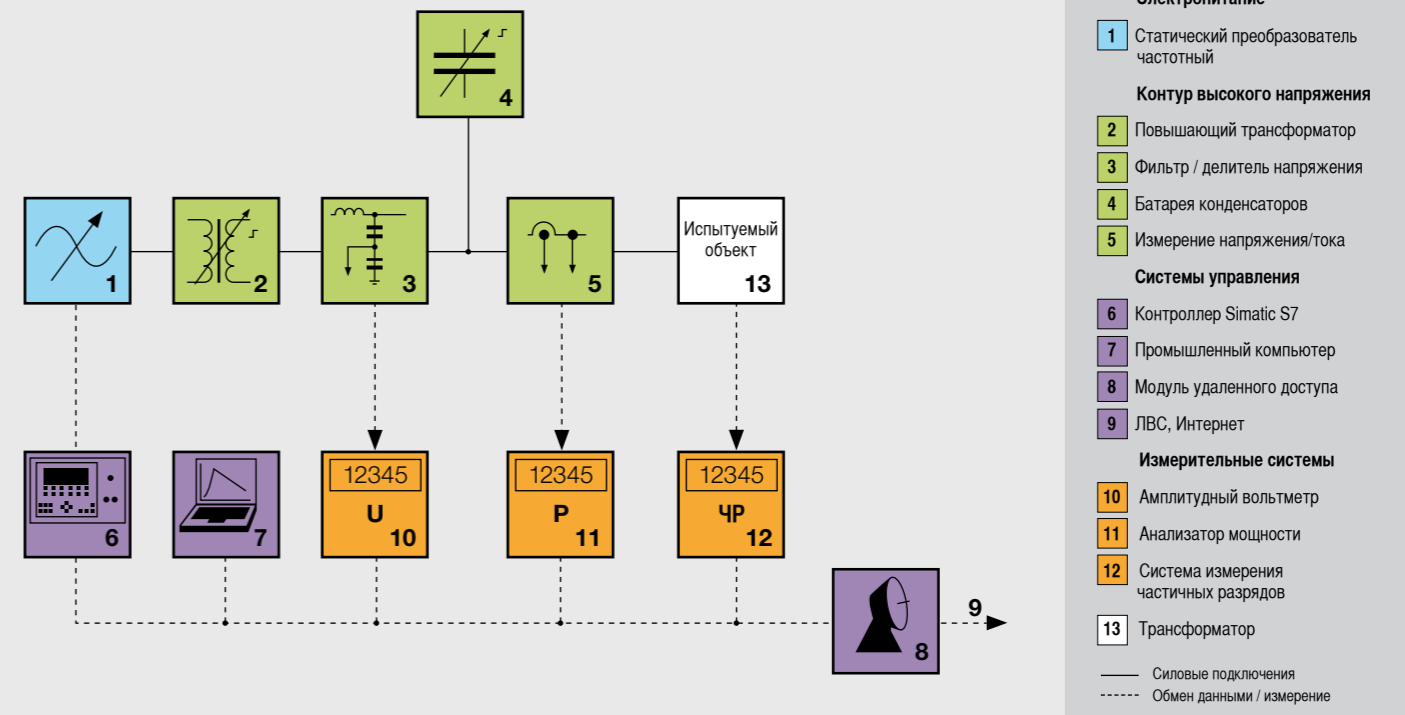 4
1
2
3
5
Испытуемый
объект
13
12345
U
10
12345
P
11
12345
ЧР
12
6
7
8
9
Электропитание
1 Статический преобразователь
частотный
Контур высокого напряжения
2 Повышающий трансформатор
3 Фильтр / делитель напряжения
4 Батарея конденсаторов
5 Измерение напряжения/тока
Системы управления
6 Контроллер Simatic S7
7 Промышленный компьютер
8 Модуль удаленного доступа
9 ЛВС, Интернет
Измерительные системы
10 Амплитудный вольтметр
11 Анализатор мощности
12 Система измерения
частичных разрядов
13 Трансформатор
Силовые подключения
Обмен данными / измерение